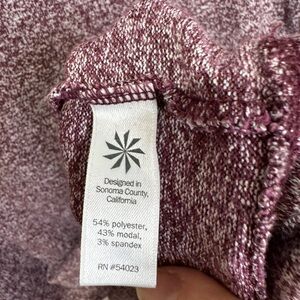 Designed in
Sonoma County,
California
54% polyester,
43% modal,
3% spandex
RN #54023